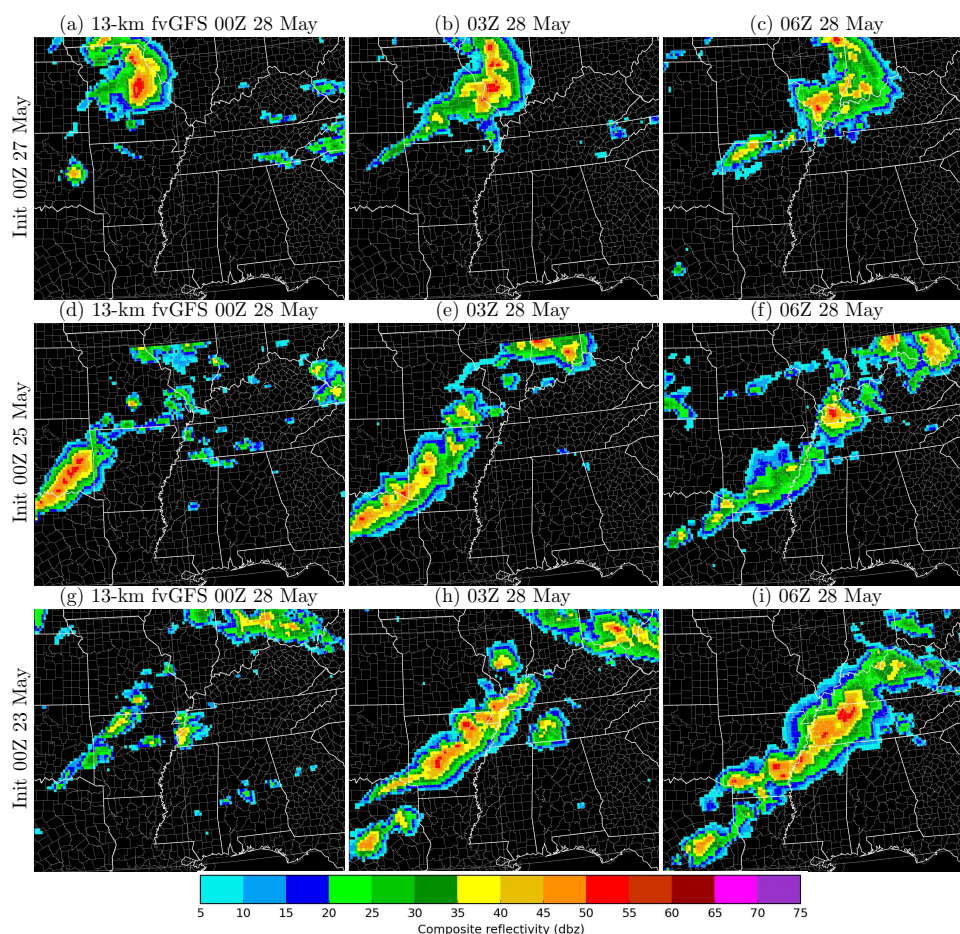 (a) 13-km fvGFS 00Z 28 May
(b) 03Z 28 May
(c) 06Z 28 May
Init 00Z 27 May
(d) 13-km fvGFS 00Z 28 May
(e) 03Z 28 May
(f) 06Z 28 May
Init 00Z 25 May
(g) 13-km fvGFS 00Z 28 May
(h) 03Z 28 May
(i) 06Z 28 May
Init 00Z 23 May
5 10 15 20 25 30 35 40 45 50 55 60 65 70 75
Composite reflectivity (dbz)